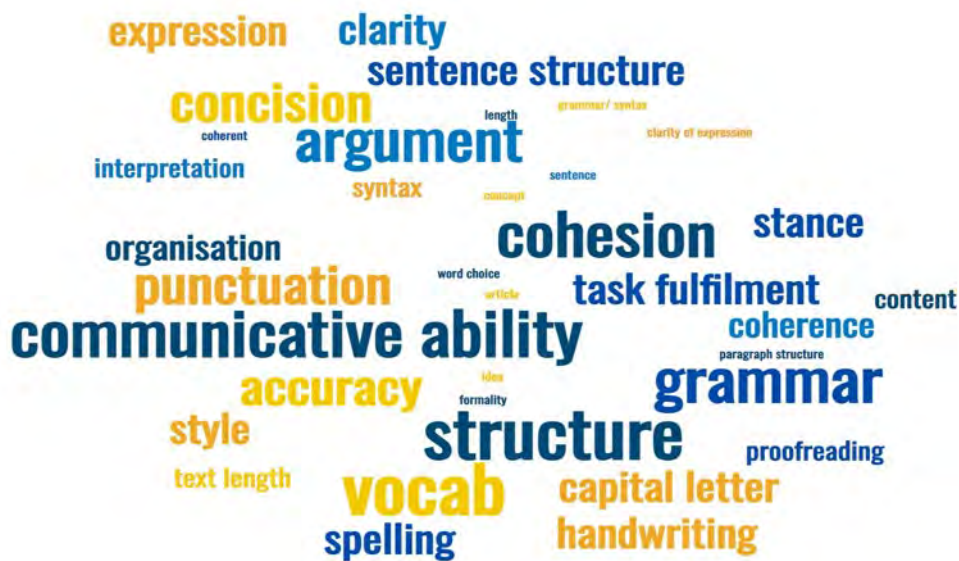 expression
clarity
sentence structure
concision
grammar/ syntax
length
coherent
argument
clarity of expression
interpretation
sentence
syntax
concept
cohesion
stance
organisation
word choice
punctuation
article
task fulfilment
content
communicative ability
coherence
paragraph structure
idea
accuracy
grammar
formality
style
structure
proofreading
text length
vocab
capital letter
spelling
handwriting